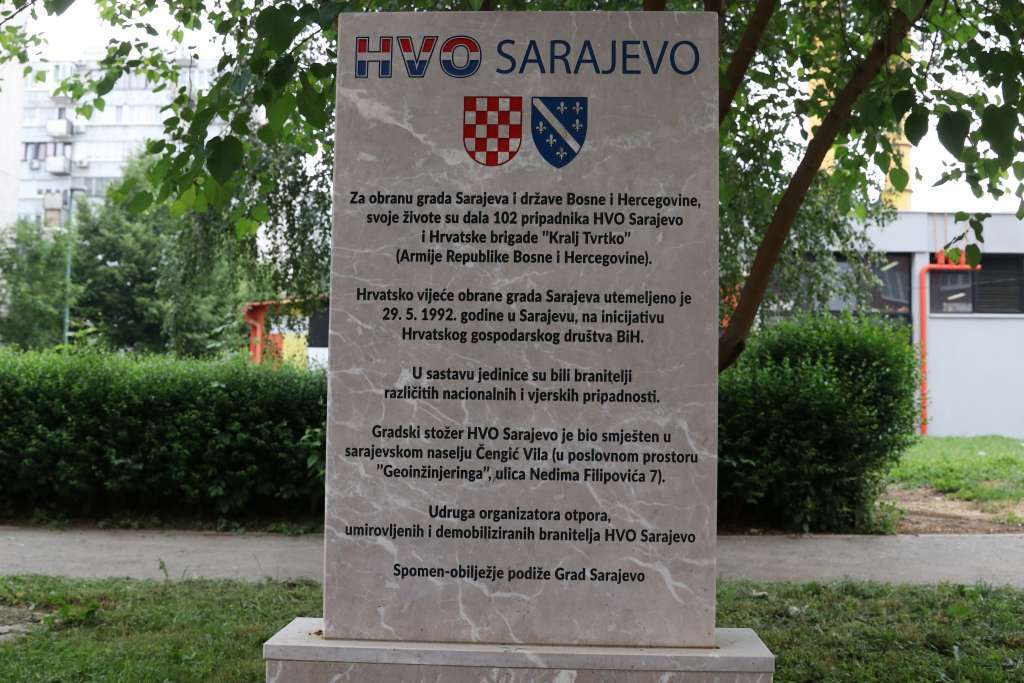 HVO SARAJEVO
Za obranu grada Sarajeva i države Bosne i Hercegovine,
svoje živote su dala 102 pripadnika HVO Sarajevo
i Hrvatske brigade "Kralj Tvrtko"
(Armije Republike Bosne i Hercegovine).
Hrvatsko vijeće obrane grada Sarajeva utemeljeno je
29. 5. 1992. godine u Sarajevu, na inicijativu
Hrvatskog gospodarskog društva BiH.
U sastavu jedinice su bili branitelji
različitih nacionalnih i vjerskih pripadnosti.
Gradski stožer HVO Sarajevo je bio smješten u
sarajevskom naselju Čengić Vila (u poslovnom prostoru
"Geoinžinjeringa", ulica Nedima Filipovića 7).
Udruga organizatora otpora,
umirovljenih i demobiliziranih branitelja HVO Sarajevo
Spomen-obilježje podiže Grad Sarajevo